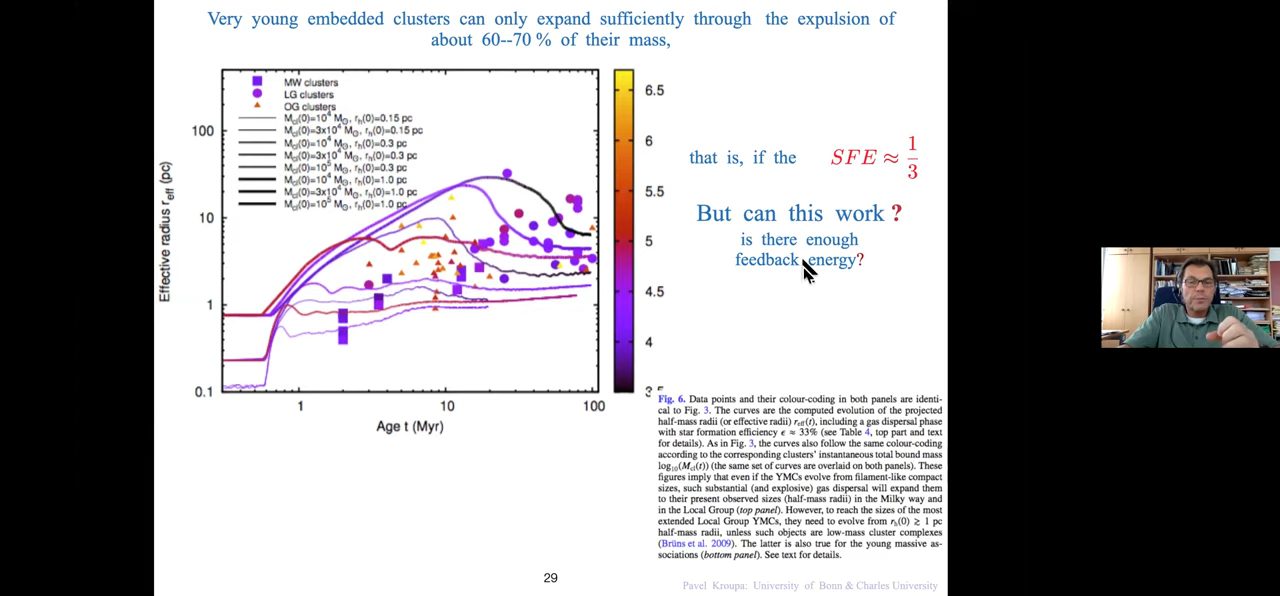 Very young embedded clusters can only expand sufficiently through the expulsion of
about 60--70 % of their mass,
MW clusters
LG clusters
OG clusters
M_cl(0)=10^4 M_⊙, r_h(0)=0.15 pc
M_cl(0)=3x10^4 M_⊙, r_h(0)=0.15 pc
M_cl(0)=10^4 M_⊙, r_h(0)=0.3 pc
M_cl(0)=3x10^4 M_⊙, r_h(0)=0.3 pc
M_cl(0)=10^5 M_⊙, r_h(0)=0.3 pc
M_cl(0)=10^4 M_⊙, r_h(0)=1.0 pc
M_cl(0)=3x10^4 M_⊙, r_h(0)=1.0 pc
M_cl(0)=10^5 M_⊙, r_h(0)=1.0 pc
100
10
1
0.1
Effective radius r_eff (pc)
1
10
100
Age t (Myr)
6.5
6
5.5
5
4.5
4
that is, if the SFE ≈ 1/3
But can this work ?
is there enough
feedback energy?
Fig. 6. Data points and their colour-coding in both panels are identi-
cal to Fig. 3. The curves are the computed evolution of the projected
half-mass radii (or effective radii) r_eff(t), including a gas dispersal phase
with star formation efficiency ϵ ≈ 33% (see Table 4, top part and text
for details). As in Fig. 3, the curves also follow the same colour-coding
according to the corresponding clusters' instantaneous total bound mass
log_10(M_cl(t)) (the same set of curves are overlaid on both panels). These
figures imply that even if the YMCs evolve from filament-like compact
sizes, such substantial (and explosive) gas dispersal will expand them
to their present observed sizes (half-mass radii) in the Milky way and
in the Local Group (top panel). However, to reach the sizes of the most
extended Local Group YMCs, they need to evolve from r_h(0) ≳ 1 pc
half-mass radii, unless such objects are low-mass cluster complexes
(Brüns et al. 2009). The latter is also true for the young massive as-
sociations (bottom panel). See text for details.
29
Pavel Kroupa: University of Bonn & Charles University